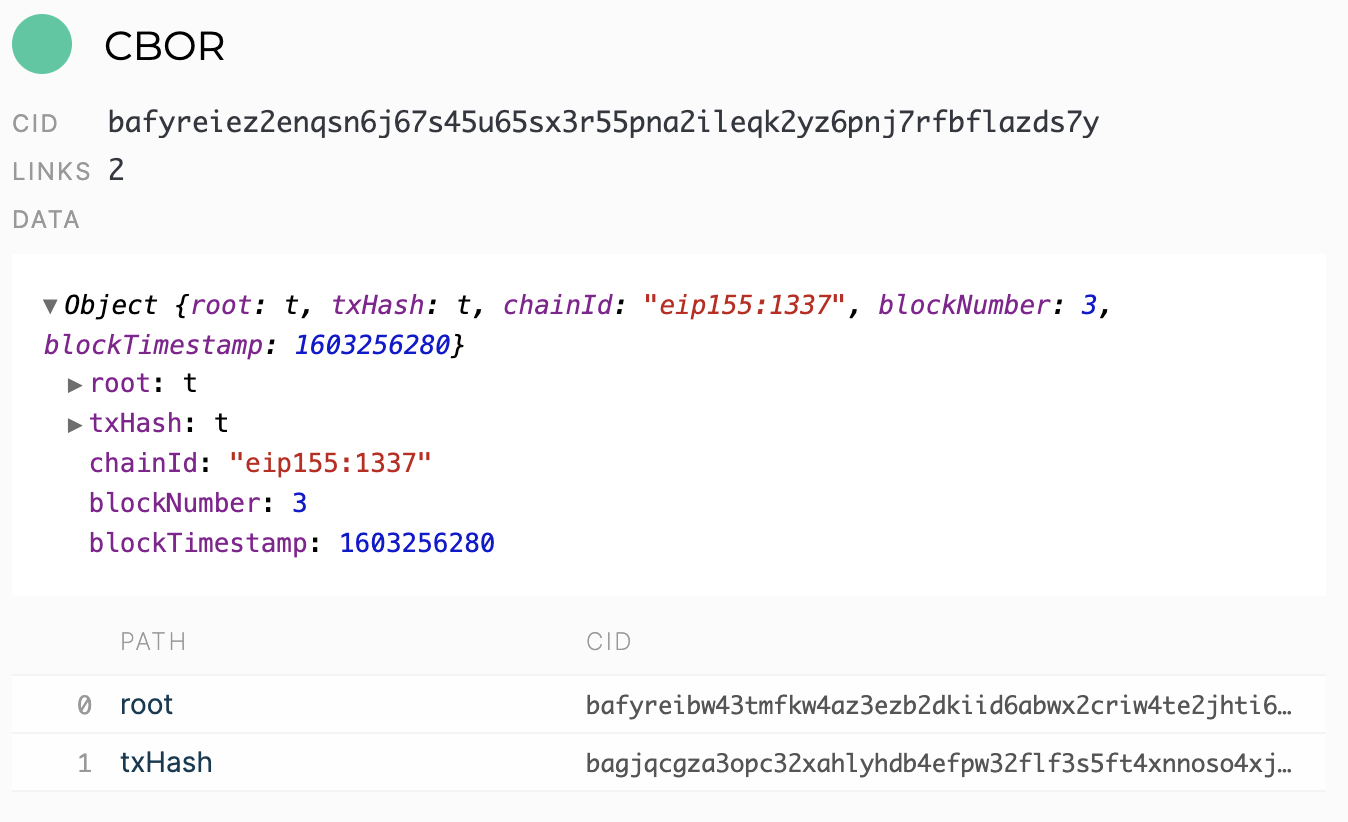 CBOR
CID bafyreiez2enqsn6j67s45u65sx3r55pna2ileqk2yz6pnj7rfbflazds7y
LINKS 2
DATA
▼Object {root: t, txHash: t, chainId: "eip155:1337", blockNumber: 3,
blockTimestamp: 1603256280}
▶root: t
▶txHash: t
chainId: "eip155:1337"
blockNumber: 3
blockTimestamp: 1603256280
PATH CID
0 root bafyreibw43tmfkw4az3ezb2dkiid6abwx2criw4te2jhti6…
1 txHash bagjqcgza3opc32xahlyhdb4efpw32flf3s5ft4xnnoso4xj…